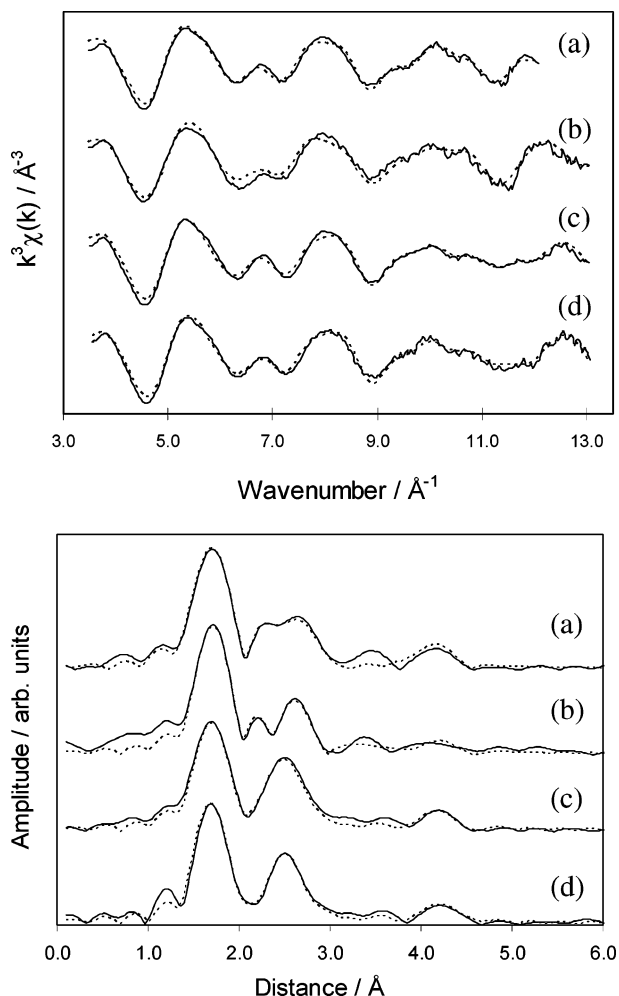 (a)
(b)
(c)
(d)
k³χ(k) / Å⁻³
3.0 5.0 7.0 9.0 11.0 13.0
Wavenumber / Å⁻¹
(a)
(b)
(c)
(d)
Amplitude / arb. units
0.0 1.0 2.0 3.0 4.0 5.0 6.0
Distance / Å